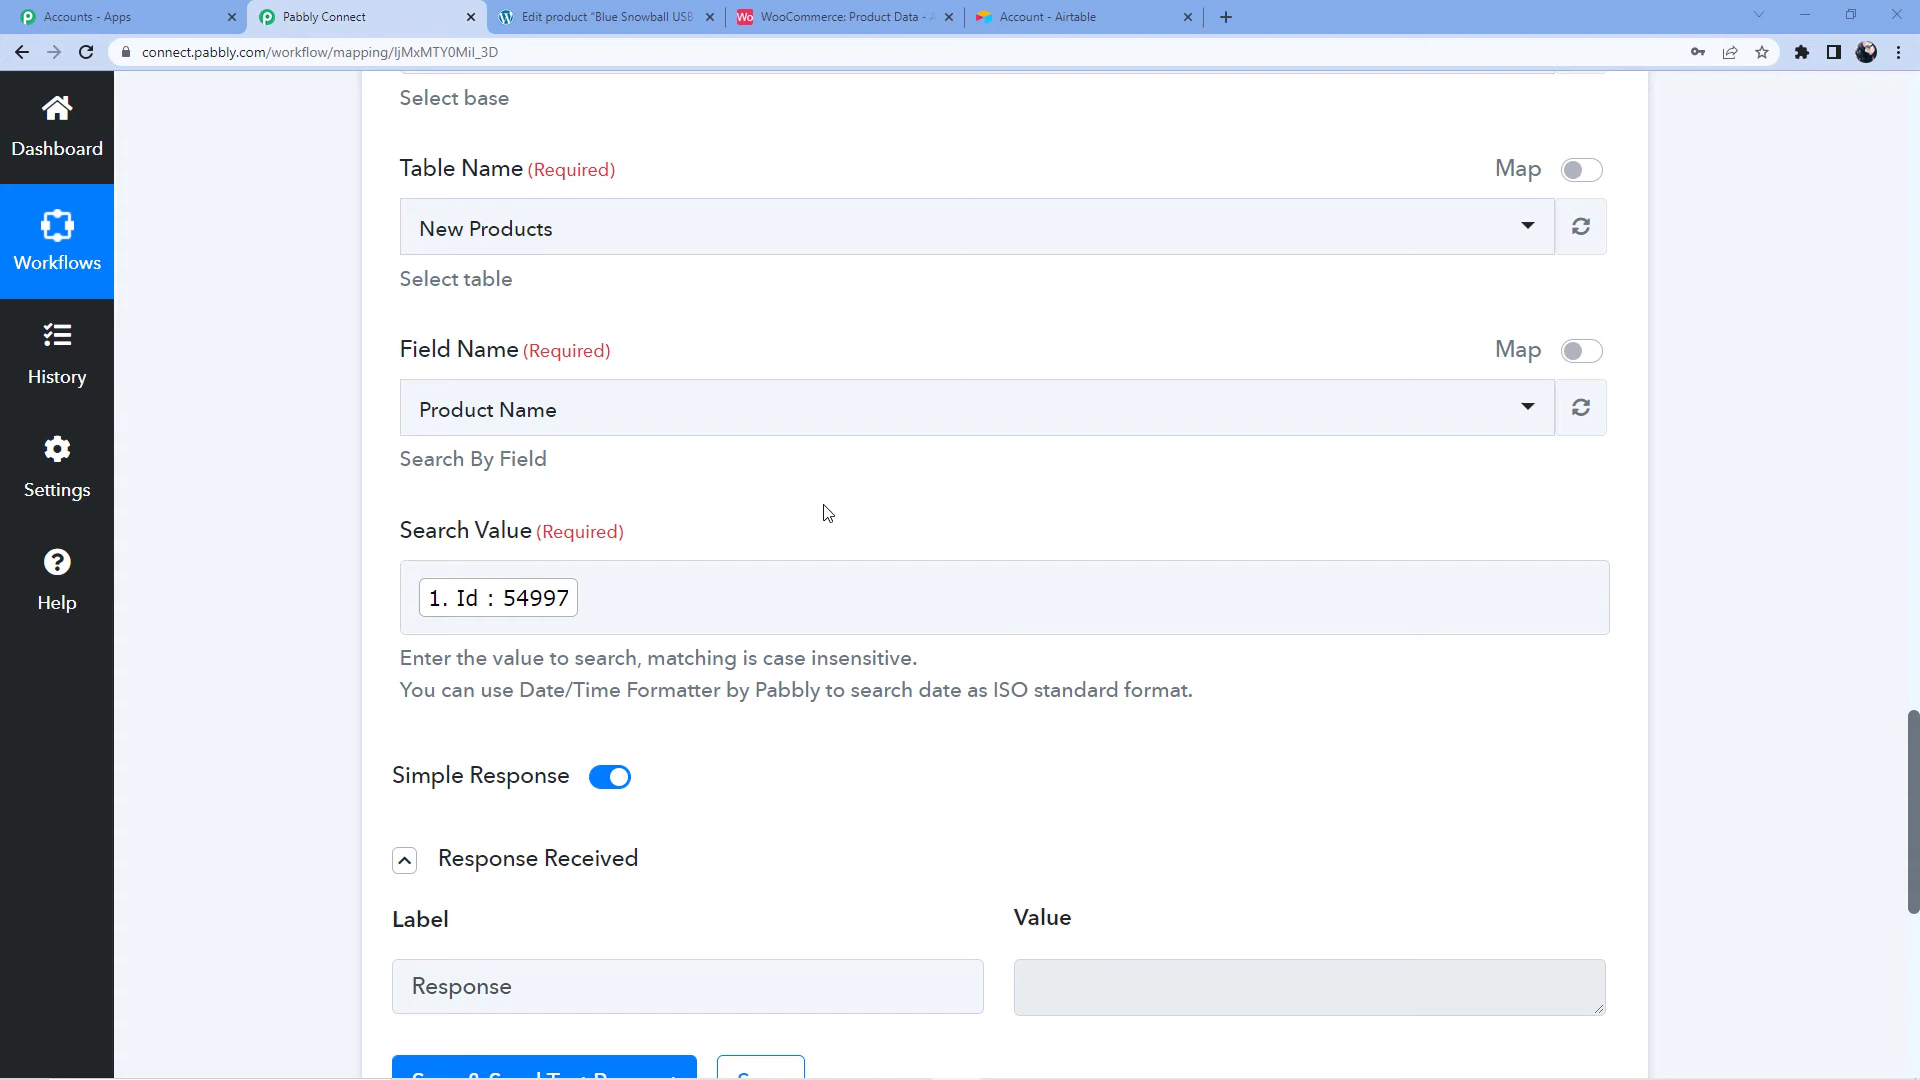 Accounts - Apps
Pabbly Connect
Edit product "Blue Snowball USB
Wo WooCommerce: Product Data - A
Account - Airtable
connect.pabbly.com/workflow/mapping/
Select base
Dashboard
Table Name (Required)
Map
New Products
Workflows
Select table
Field Name (Required)
Map
History
Product Name
Search By Field
Settings
Search Value (Required)
1. Id : 54997
Help
Enter the value to search, matching is case insensitive.
You can use Date/Time Formatter by Pabbly to search date as ISO standard format.
Simple Response
Response Received
Label
Value
Response